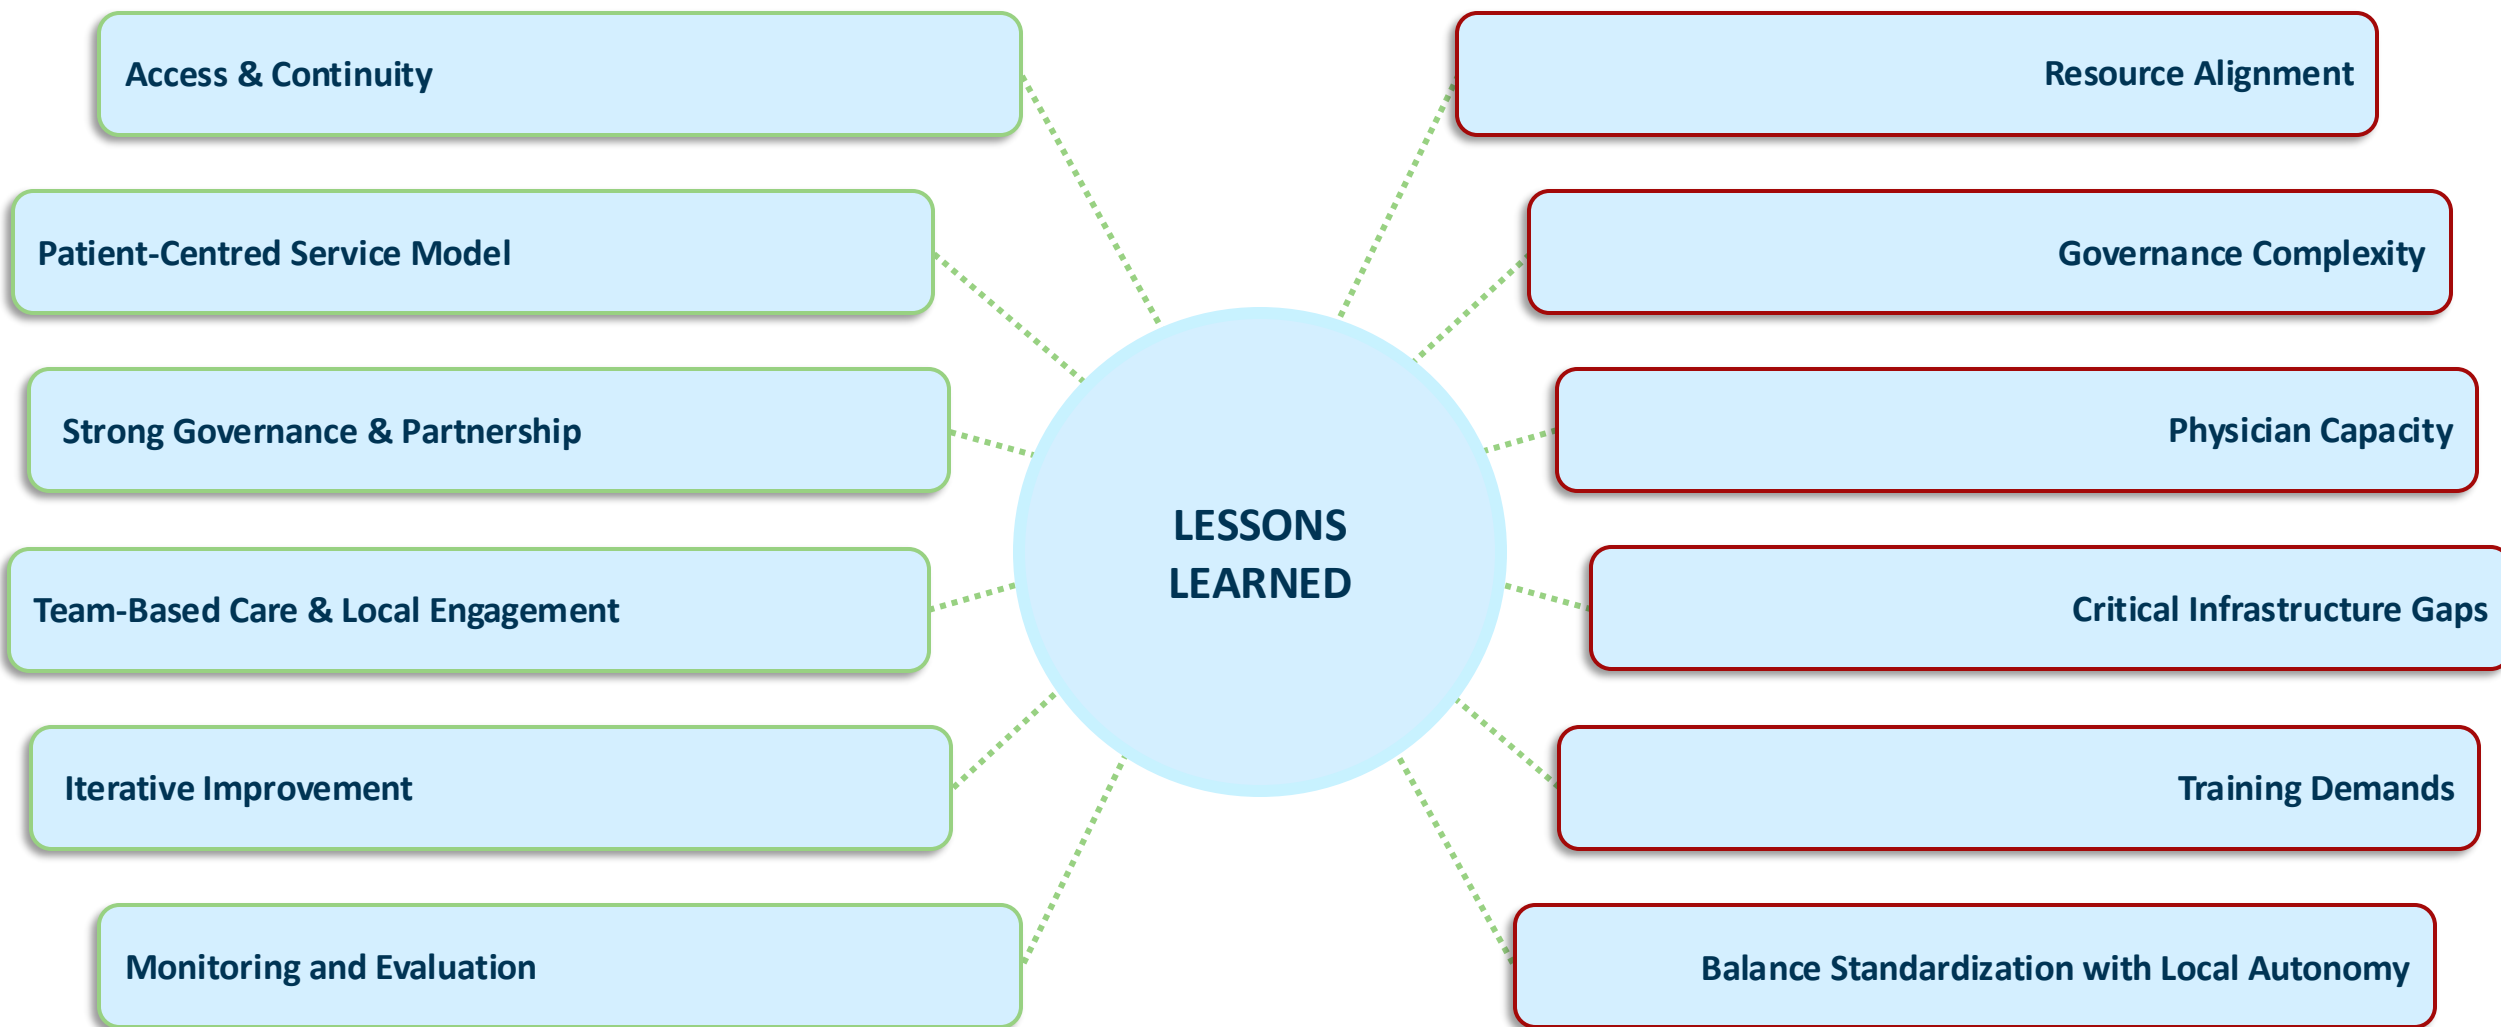 Access & Continuity
Patient-Centred Service Model
Strong Governance & Partnership
Team-Based Care & Local Engagement
Iterative Improvement
Monitoring and Evaluation
LESSONS
LEARNED
Resource Alignment
Governance Complexity
Physician Capacity
Critical Infrastructure Gaps
Training Demands
Balance Standardization with Local Autonomy